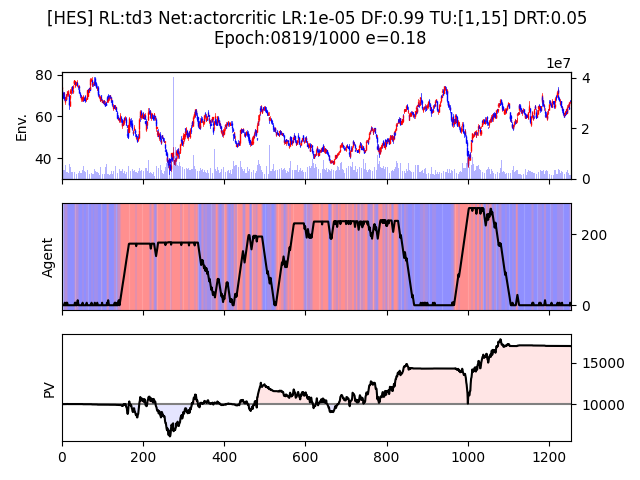 [HES] RL:td3 Net:actorcritic LR:1e-05 DF:0.99 TU:[1,15] DRT:0.05
Epoch:0819/1000 e=0.18
1e7
80
60
40
Env.
4
2
0
Agent
200
0
PV
15000
10000
0 200 400 600 800 1000 1200